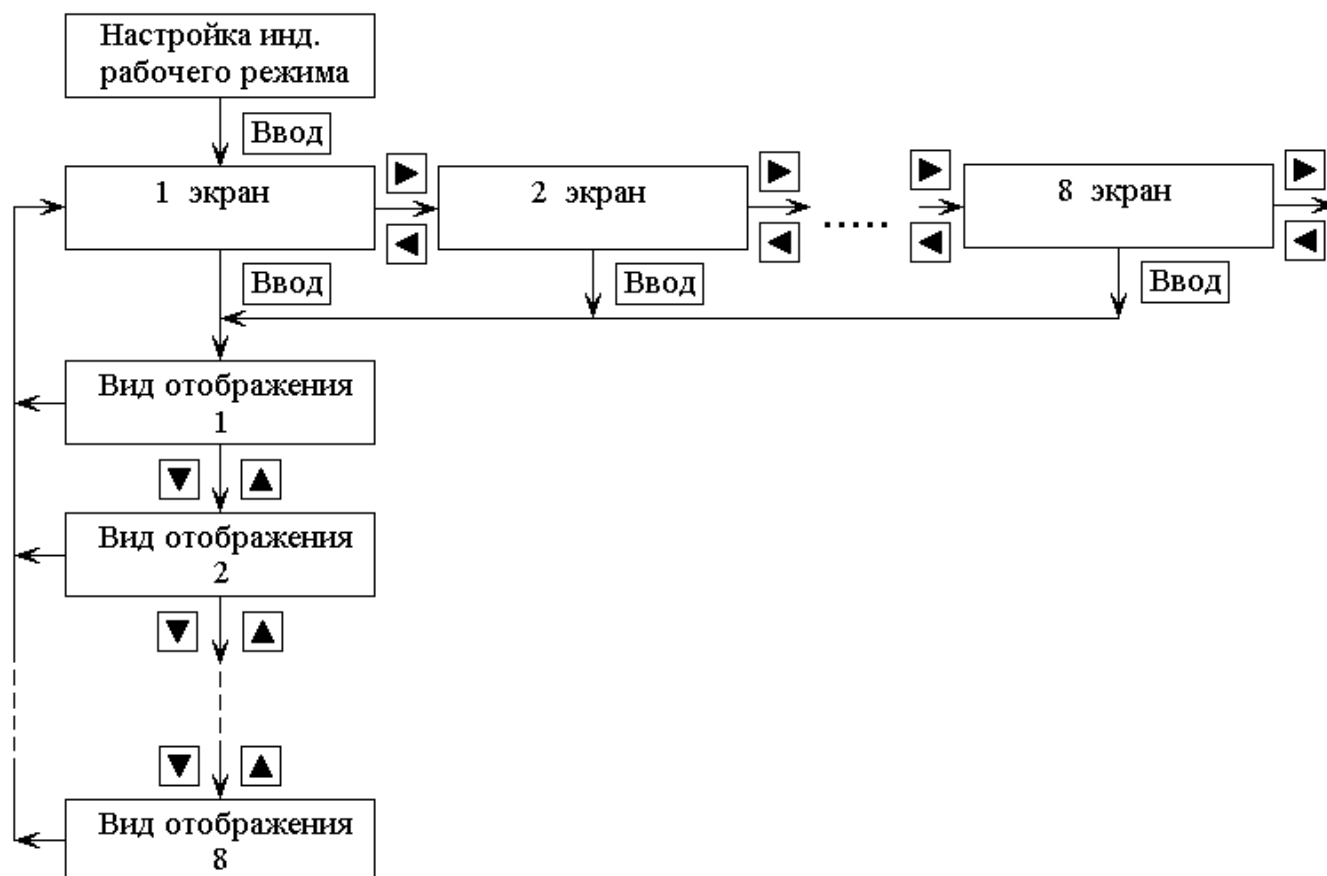 Настройка инд.
рабочего режима
Ввод
1 экран
2 экран
.....
8 экран
Ввод
Ввод
Ввод
Вид отображения
1
Вид отображения
2
Вид отображения
8